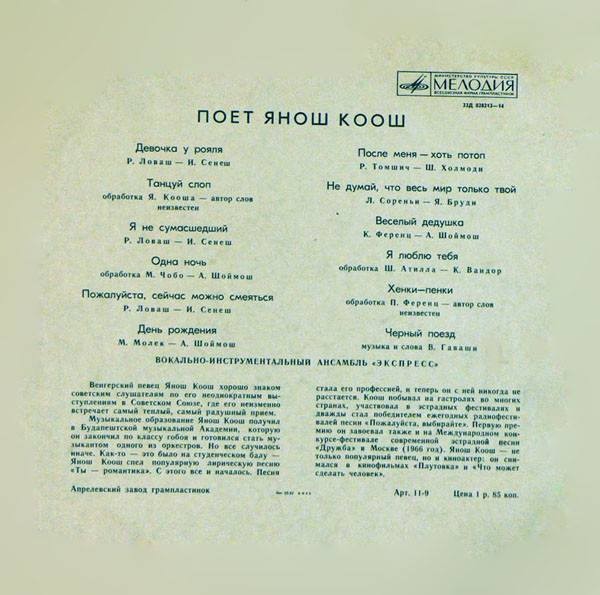 МИНИСТЕРСТВО КУЛЬТУРЫ СССР
МЕЛОДИЯ
ВСЕСОЮЗНАЯ ФИРМА ГРАМПЛАСТИНОК
33Д 028213—14
ПОЕТ ЯНОШ КООШ
Девочка у рояля
Р. Ловаш — И. Сенеш
Танцуй слоп
обработка Я. Кооша — автор слов
неизвестен
Я не сумасшедший
Р. Ловаш — И. Сенеш
Одна ночь
обработка М. Чобо — А. Шоймош
Пожалуйста, сейчас можно смеяться
Р. Ловаш — И. Сенеш
День рождения
М. Молек — А. Шоймош
После меня — хоть потоп
Р. Томшич — Ш. Холмоди
Не думай, что весь мир только твой
Л. Сореньи — Я. Бруди
Веселый дедушка
К. Ференц — А. Шоймош
Я люблю тебя
обработка Ш. Атилла — К. Вандор
Хенки—пенки
обработка П. Ференц — автор слов
неизвестен
Черный поезд
музыка и слова В. Гаваши
ВОКАЛЬНО-ИНСТРУМЕНТАЛЬНЫЙ АНСАМБЛЬ «ЭКСПРЕСС»
Венгерский певец Янош Коош хорошо знаком
советским слушателям по его неоднократным вы-
ступлениям в Советском Союзе, где его неизменно
встречает самый теплый, самый радушный прием.
Музыкальное образование Янош Коош получил
в Будапештской музыкальной Академии, которую
он закончил по классу гобоя и готовился стать му-
зыкантом одного из оркестров. Но случилось
иначе. Как-то — это было на студенческом балу —
Янош Коош спел популярную лирическую песню
«Ты — романтика». С этого все и началось. Песня
стала его профессией, и теперь он с ней никогда не
расстается. Коош побывал на гастролях во многих
странах, участвовал в эстрадных фестивалях и
дважды стал победителем ежегодных радиофести-
валей песни «Пожалуйста, выбирайте». Первую пре-
мию он завоевал также и на Международном кон-
курсе-фестивале современной эстрадной песни
«Дружба» в Москве (1966 год). Янош Коош — не
только популярный певец, но и киноактер: он сни-
мался в кинофильмах «Плутовка» и «Что может
сделать человек».
Апрелевский завод грампластинок
Арт. 11-9
Цена 1 р. 85 коп.